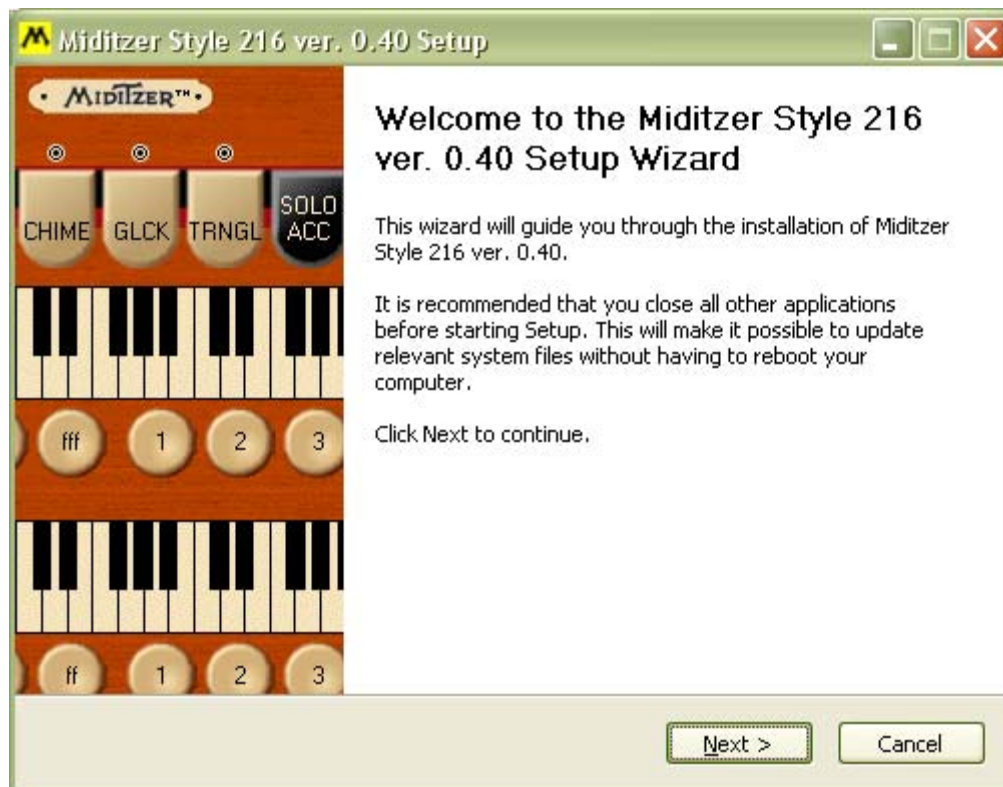 Miditzer Style 216 ver. 0.40 Setup
MIDITZER™
CHIME GLCK TRNGL SOLO ACC
fff 1 2 3
ff 1 2 3
Welcome to the Miditzer Style 216
ver. 0.40 Setup Wizard
This wizard will guide you through the installation of Miditzer
Style 216 ver. 0.40.
It is recommended that you close all other applications
before starting Setup. This will make it possible to update
relevant system files without having to reboot your
computer.
Click Next to continue.
Next > Cancel